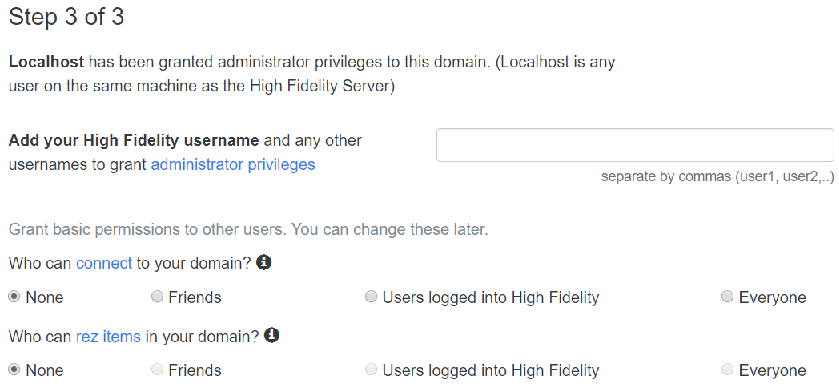 Step 3 of 3
Localhost has been granted administrator privileges to this domain. (Localhost is any
user on the same machine as the High Fidelity Server)
Add your High Fidelity username and any other
usernames to grant administrator privileges
separate by commas (user1, user2,..)
Grant basic permissions to other users. You can change these later.
Who can connect to your domain?
None Friends Users logged into High Fidelity Everyone
Who can rez items in your domain?
None Friends Users logged into High Fidelity Everyone